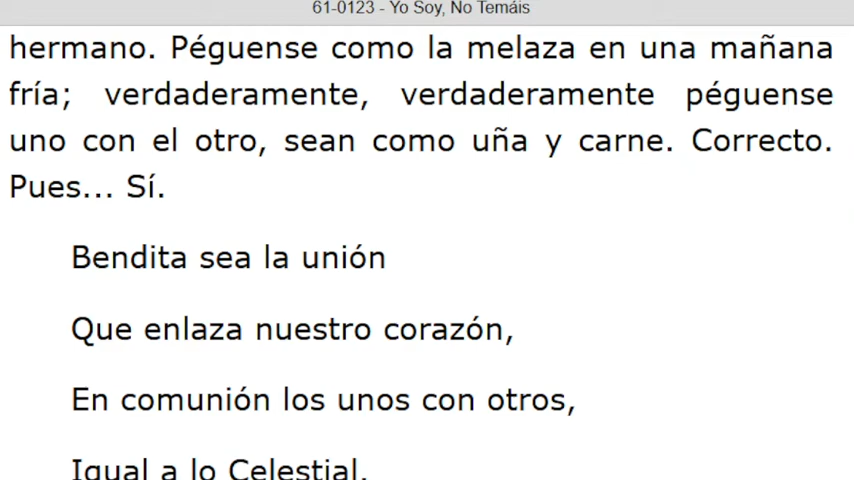 61-0123 - Yo Soy, No Temáis
hermano. Péguense como la melaza en una mañana
fría; verdaderamente, verdaderamente péguense
uno con el otro, sean como uña y carne. Correcto.
Pues... Sí.
Bendita sea la unión
Que enlaza nuestro corazón,
En comunión los unos con otros,
Igual a lo Celestial.